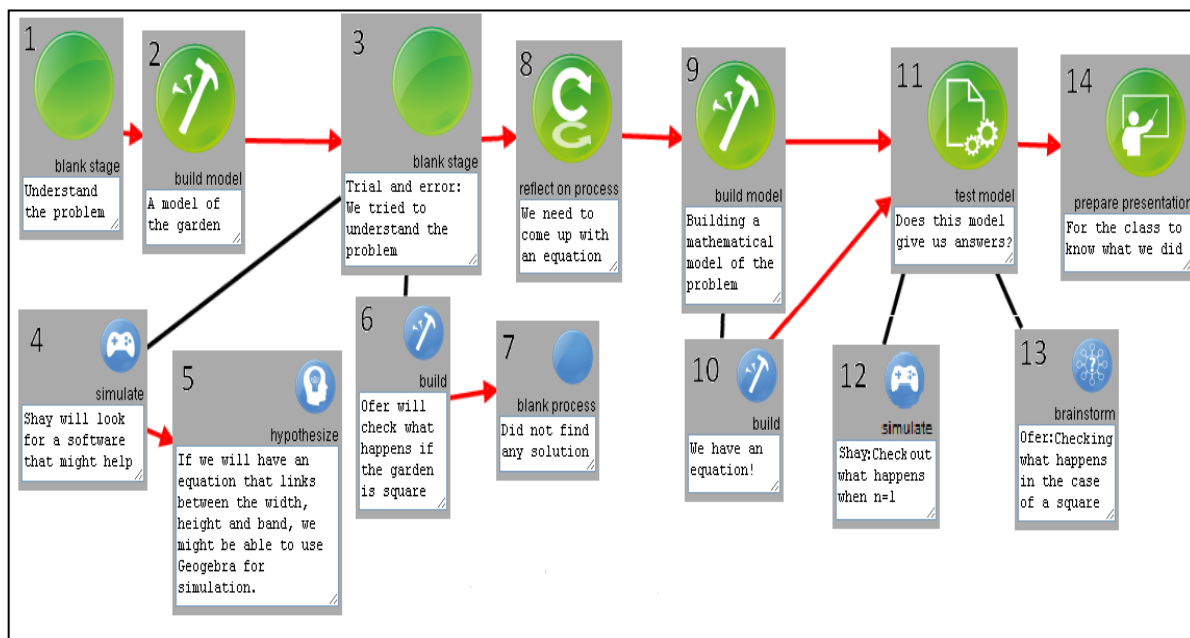 1
blank stage
Understand
the problem
2
build model
A model of
the garden
3
blank stage
Trial and error:
We tried to
understand the
problem
8
reflect on process
We need to
come up with
an equation
9
build model
Building a
mathematical
model of the
problem
11
test model
Does this model
give us answers?
14
prepare presentation
For the class to
know what we did
4
simulate
Shay will look
for a software
that might help
5
hypothesize
If we will have an
equation that links
between the width,
height and band, we
might be able to use
Geogebra for
simulation.
6
build
Ofer will
check what
happens if
the garden
is square
7
blank process
Did not find
any solution
10
build
We have an
equation!
12
simulate
Shay:Check out
what happens
when n=1
13
?
brainstorm
Ofer:Checking
what happens
in the case
of a square